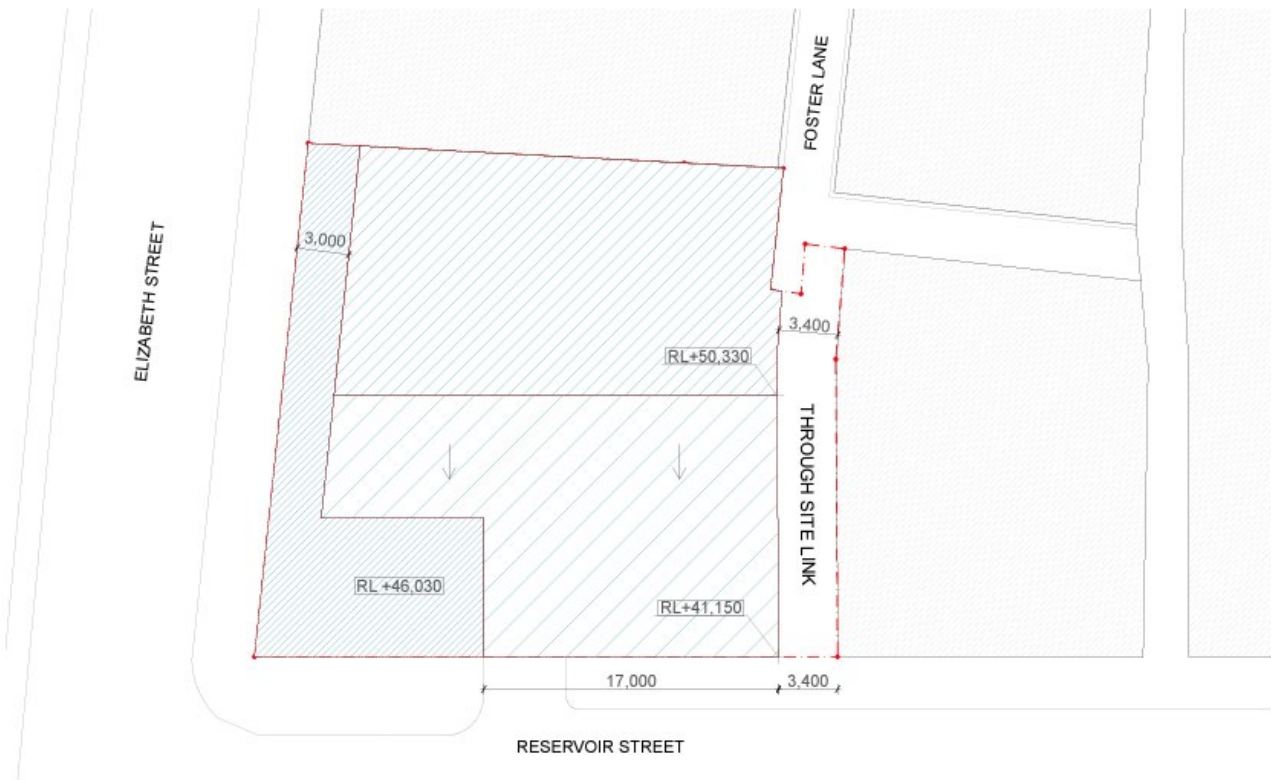 FOSTER LANE
ELIZABETH STREET
3.000
3,400
RL+50,330
THROUGH SITE LINK
RL +46,030
RL+41,150
17,000
3,400
RESERVOIR STREET